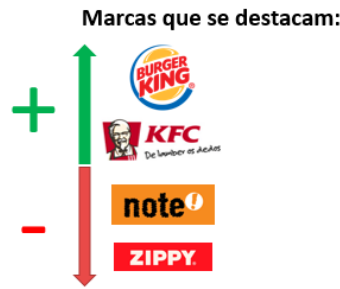 Marcas que se destacam:
BURGER
KING
KFC
De lamber os dedos
note!
ZIPPY